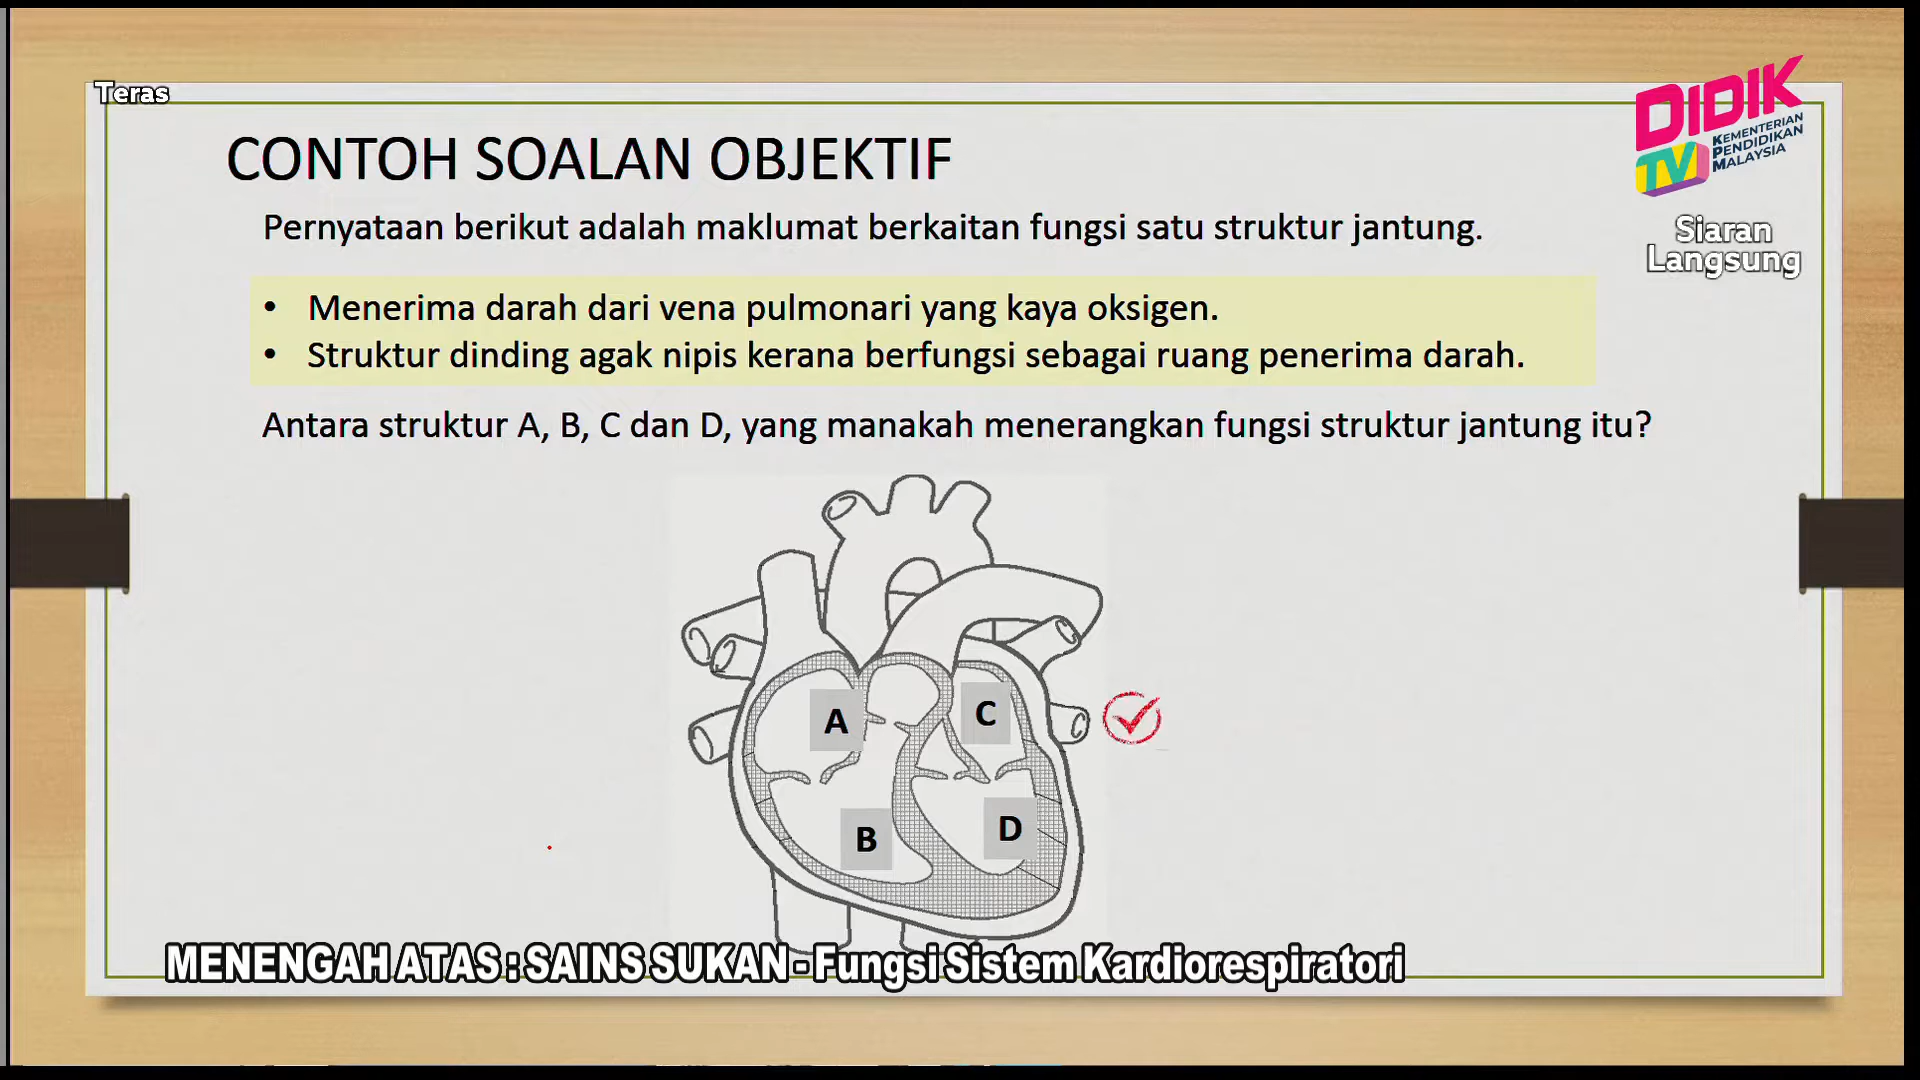 Teras
DIDIK
TV
KEMENTERIAN
PENDIDIKAN
MALAYSIA
Siaran
Langsung
CONTOH SOALAN OBJEKTIF
Pernyataan berikut adalah maklumat berkaitan fungsi satu struktur jantung.
• Menerima darah dari vena pulmonari yang kaya oksigen.
• Struktur dinding agak nipis kerana berfungsi sebagai ruang penerima darah.
Antara struktur A, B, C dan D, yang manakah menerangkan fungsi struktur jantung itu?
A
C
B
D
MENENGAH ATAS : SAINS SUKAN - Fungsi Sistem Kardiorespiratori